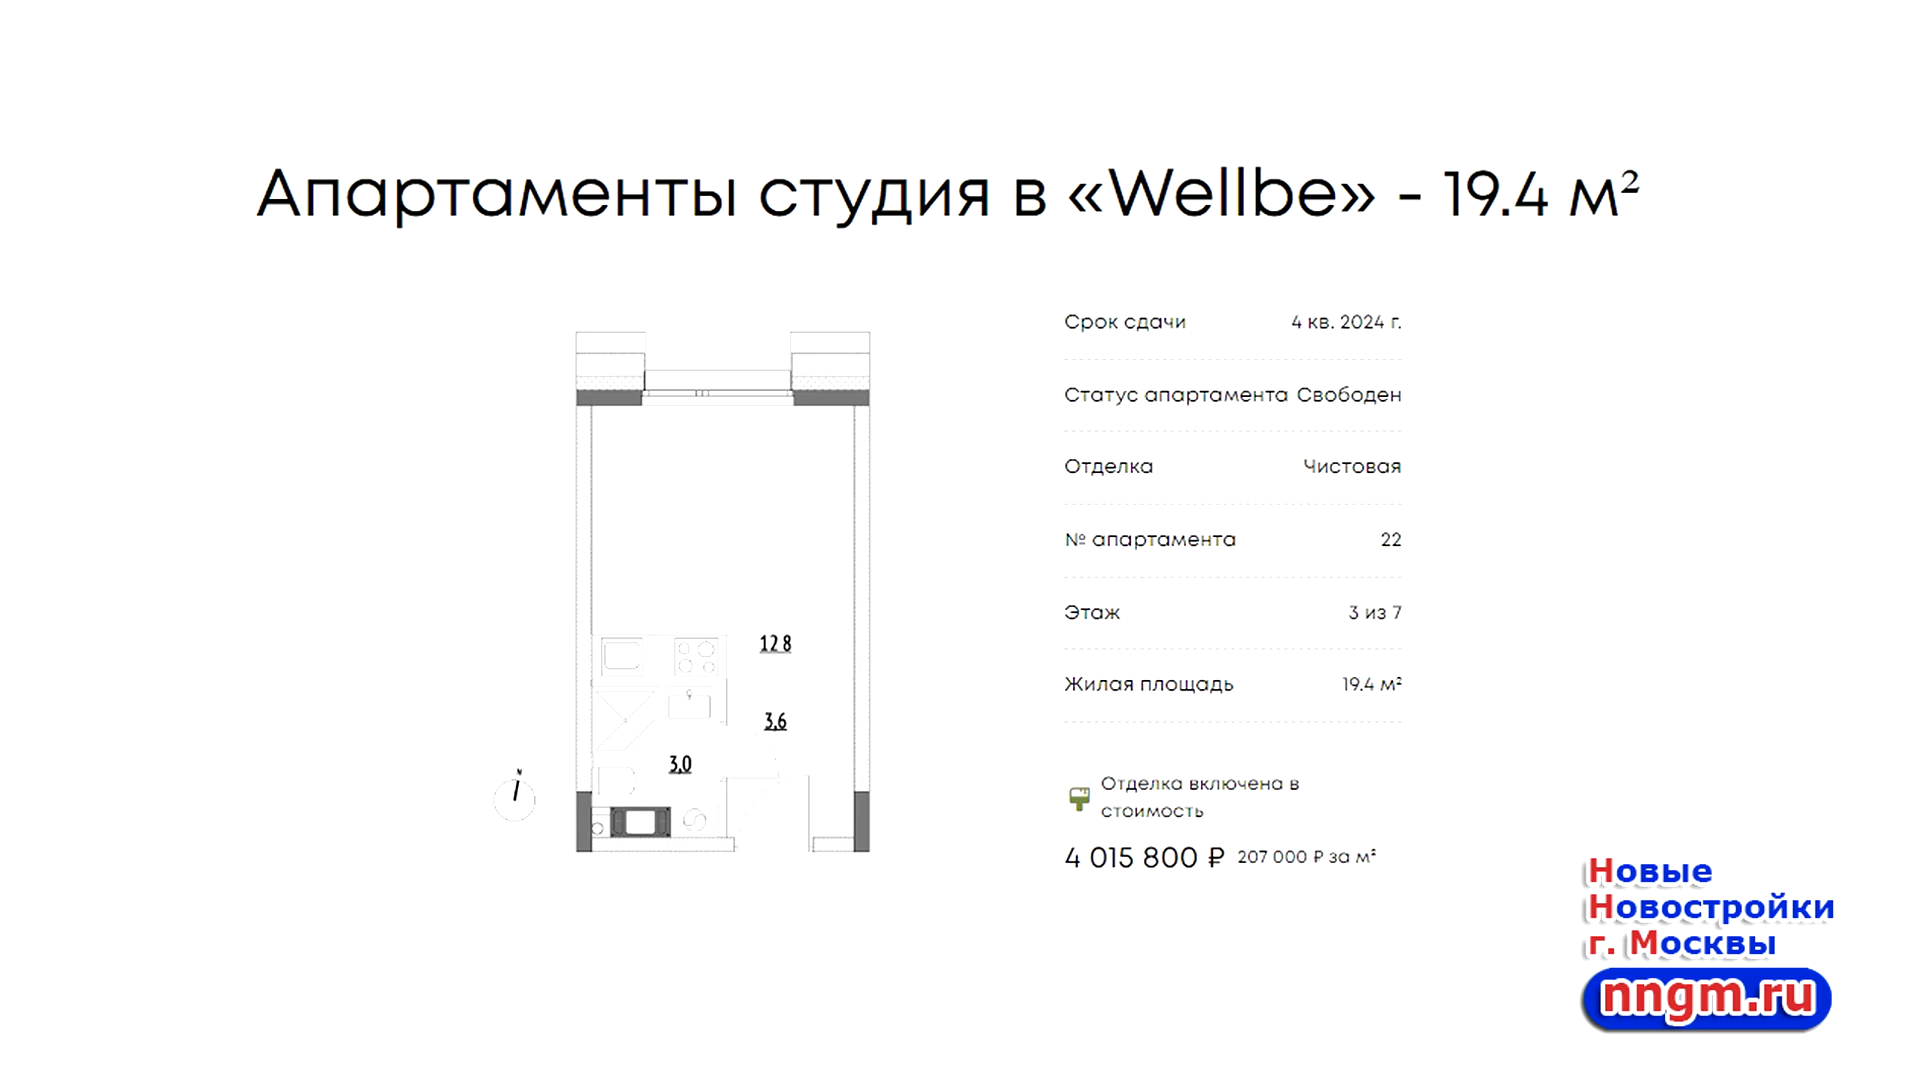 Апартаменты студия в «Wellbe» - 19.4 м²
Срок сдачи 4 кв. 2024 г.
Статус апартамента Свободен
Отделка Чистовая
№ апартамента 22
Этаж 3 из 7
Жилая площадь 19.4 м²
Отделка включена в
стоимость
4 015 800 ₽ 207 000 ₽ за м²
12 8
3,6
3,0
N
Новые
Новостройки
г. Москвы
nngm.ru